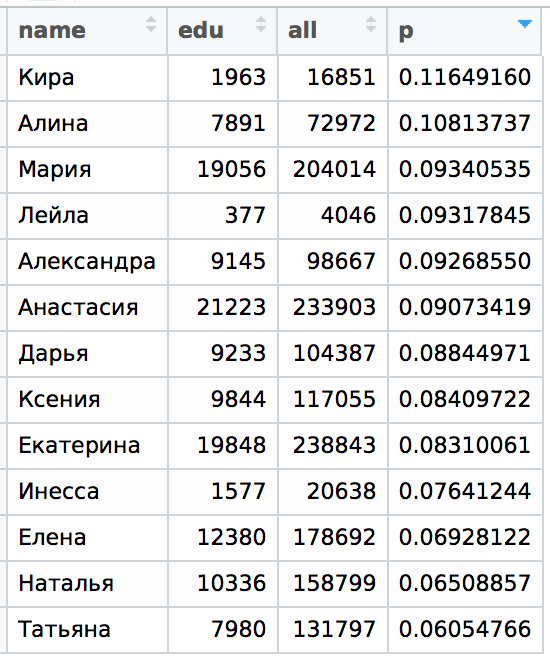 name edu all p
Кира 1963 16851 0.11649160
Алина 7891 72972 0.10813737
Мария 19056 204014 0.09340535
Лейла 377 4046 0.09317845
Александра 9145 98667 0.09268550
Анастасия 21223 233903 0.09073419
Дарья 9233 104387 0.08844971
Ксения 9844 117055 0.08409722
Екатерина 19848 238843 0.08310061
Инесса 1577 20638 0.07641244
Елена 12380 178692 0.06928122
Наталья 10336 158799 0.06508857
Татьяна 7980 131797 0.06054766